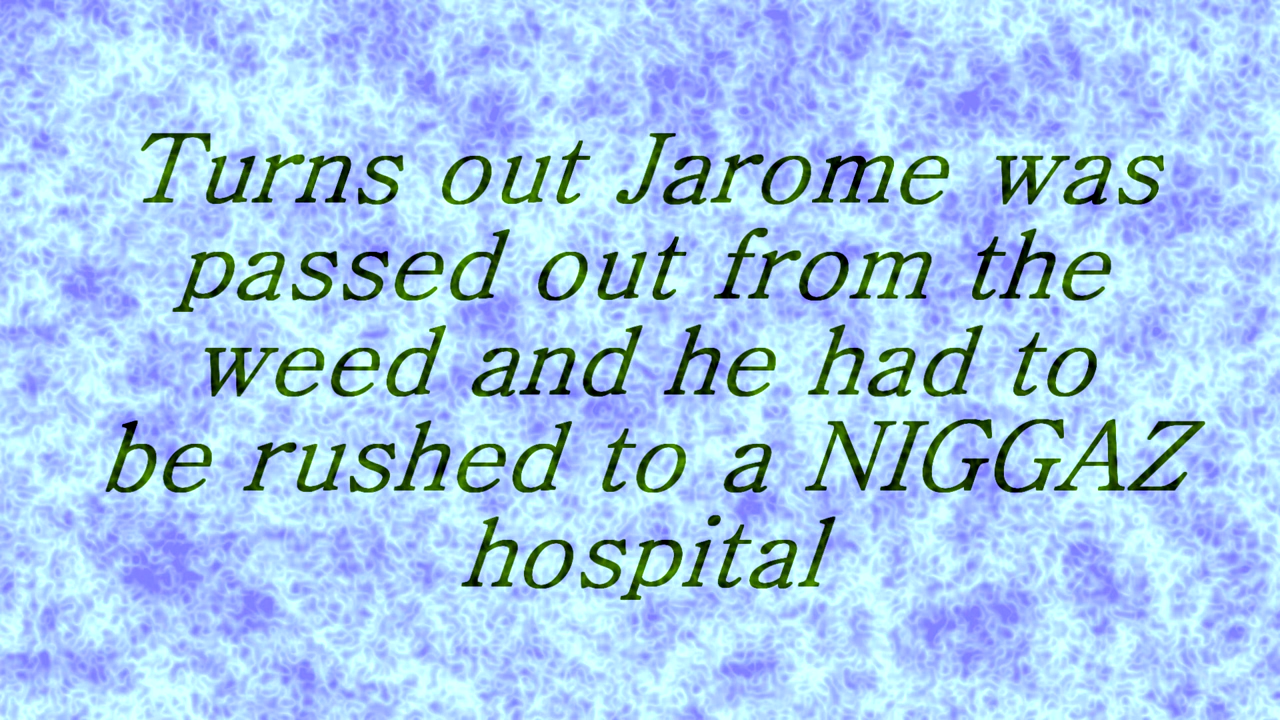 Turns out Jarome was
passed out from the
weed and he had to
be rushed to a NIGGAZ
hospital